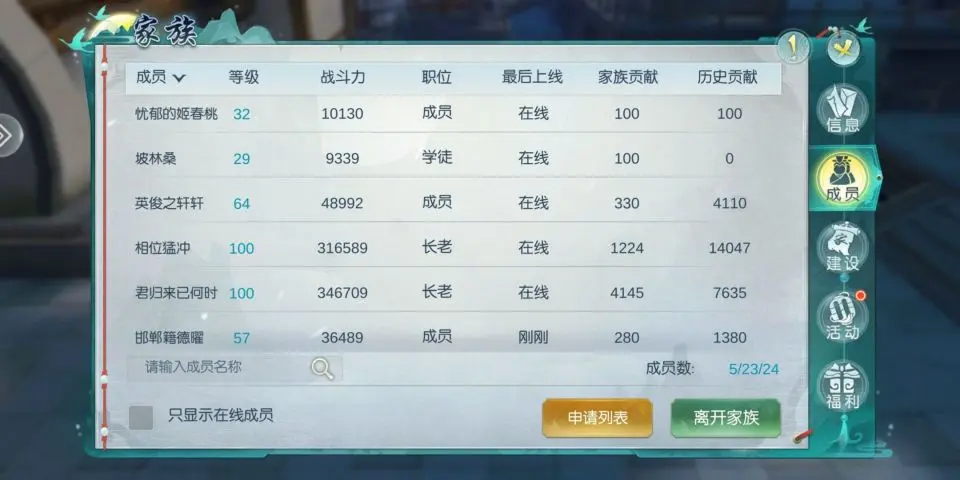 家族
成员 等级 战斗力 职位 最后上线 家族贡献 历史贡献
忧郁的姬春桃 32 10130 成员 在线 100 100
坡林桑 29 9339 学徒 在线 100 0
英俊之轩轩 64 48992 成员 在线 330 4110
相位猛冲 100 316589 长老 在线 1224 14047
君归来已何时 100 346709 长老 在线 4145 7635
邯郸籍德曜 57 36489 成员 刚刚 280 1380
请输入成员名称 成员数: 5/23/24
只显示在线成员 申请列表 离开家族
信息
成员
建设
活动
福利